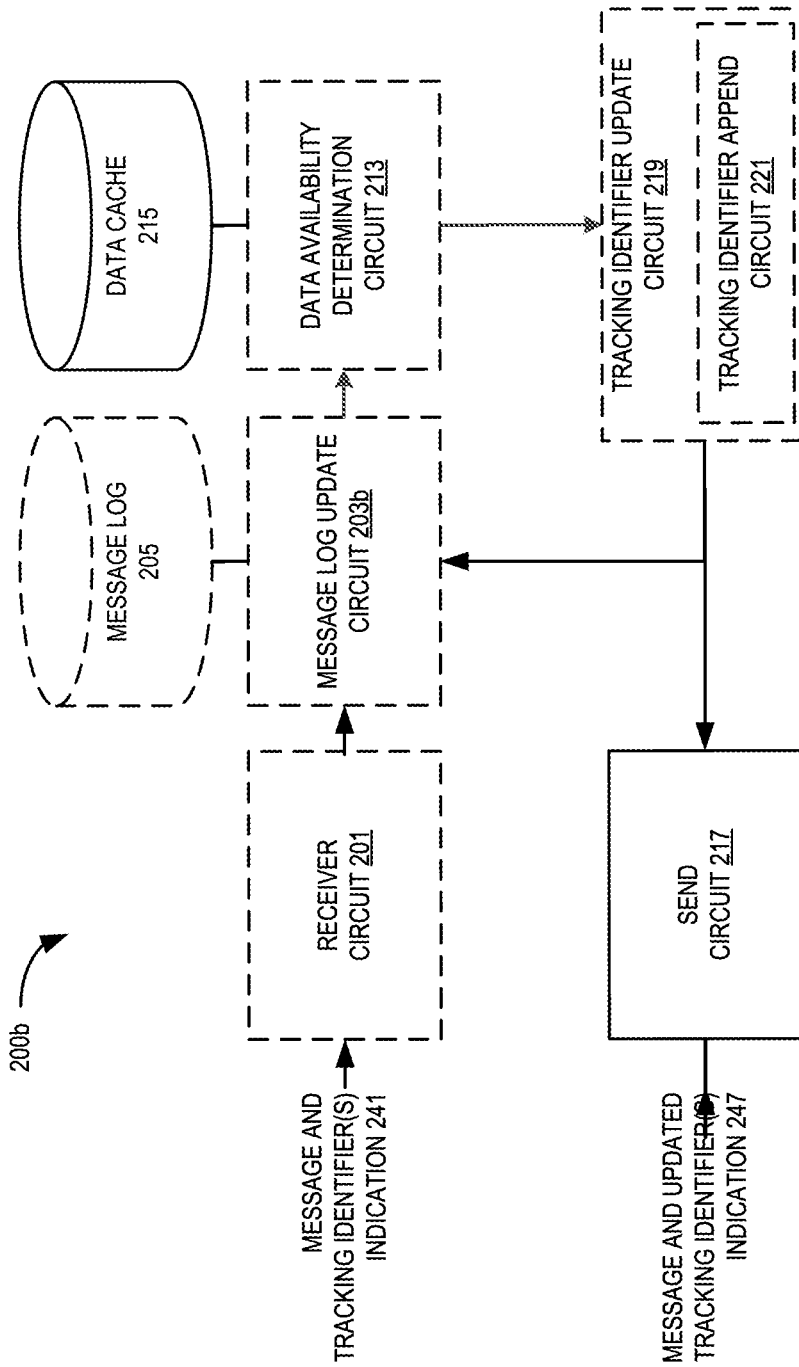 200b
MESSAGE AND
TRACKING IDENTIFIER(S)
INDICATION 241
RECEIVER
CIRCUIT 201
MESSAGE LOG
205
MESSAGE LOG UPDATE
CIRCUIT 203b
DATA CACHE
215
DATA AVAILABILITY
DETERMINATION
CIRCUIT 213
MESSAGE AND UPDATED
TRACKING IDENTIFIER(S)
INDICATION 247
SEND
CIRCUIT 217
TRACKING IDENTIFIER UPDATE
CIRCUIT 219
TRACKING IDENTIFIER APPEND
CIRCUIT 221